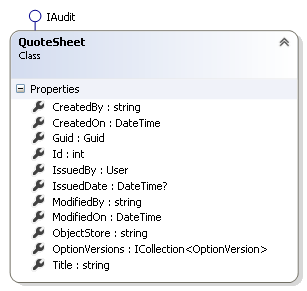 IAudit
QuoteSheet
Class
Properties
CreatedBy : string
CreatedOn : DateTime
Guid : Guid
Id : int
IssuedBy : User
IssuedDate : DateTime?
ModifiedBy : string
ModifiedOn : DateTime
ObjectStore : string
OptionVersions : ICollection<OptionVersion>
Title : string